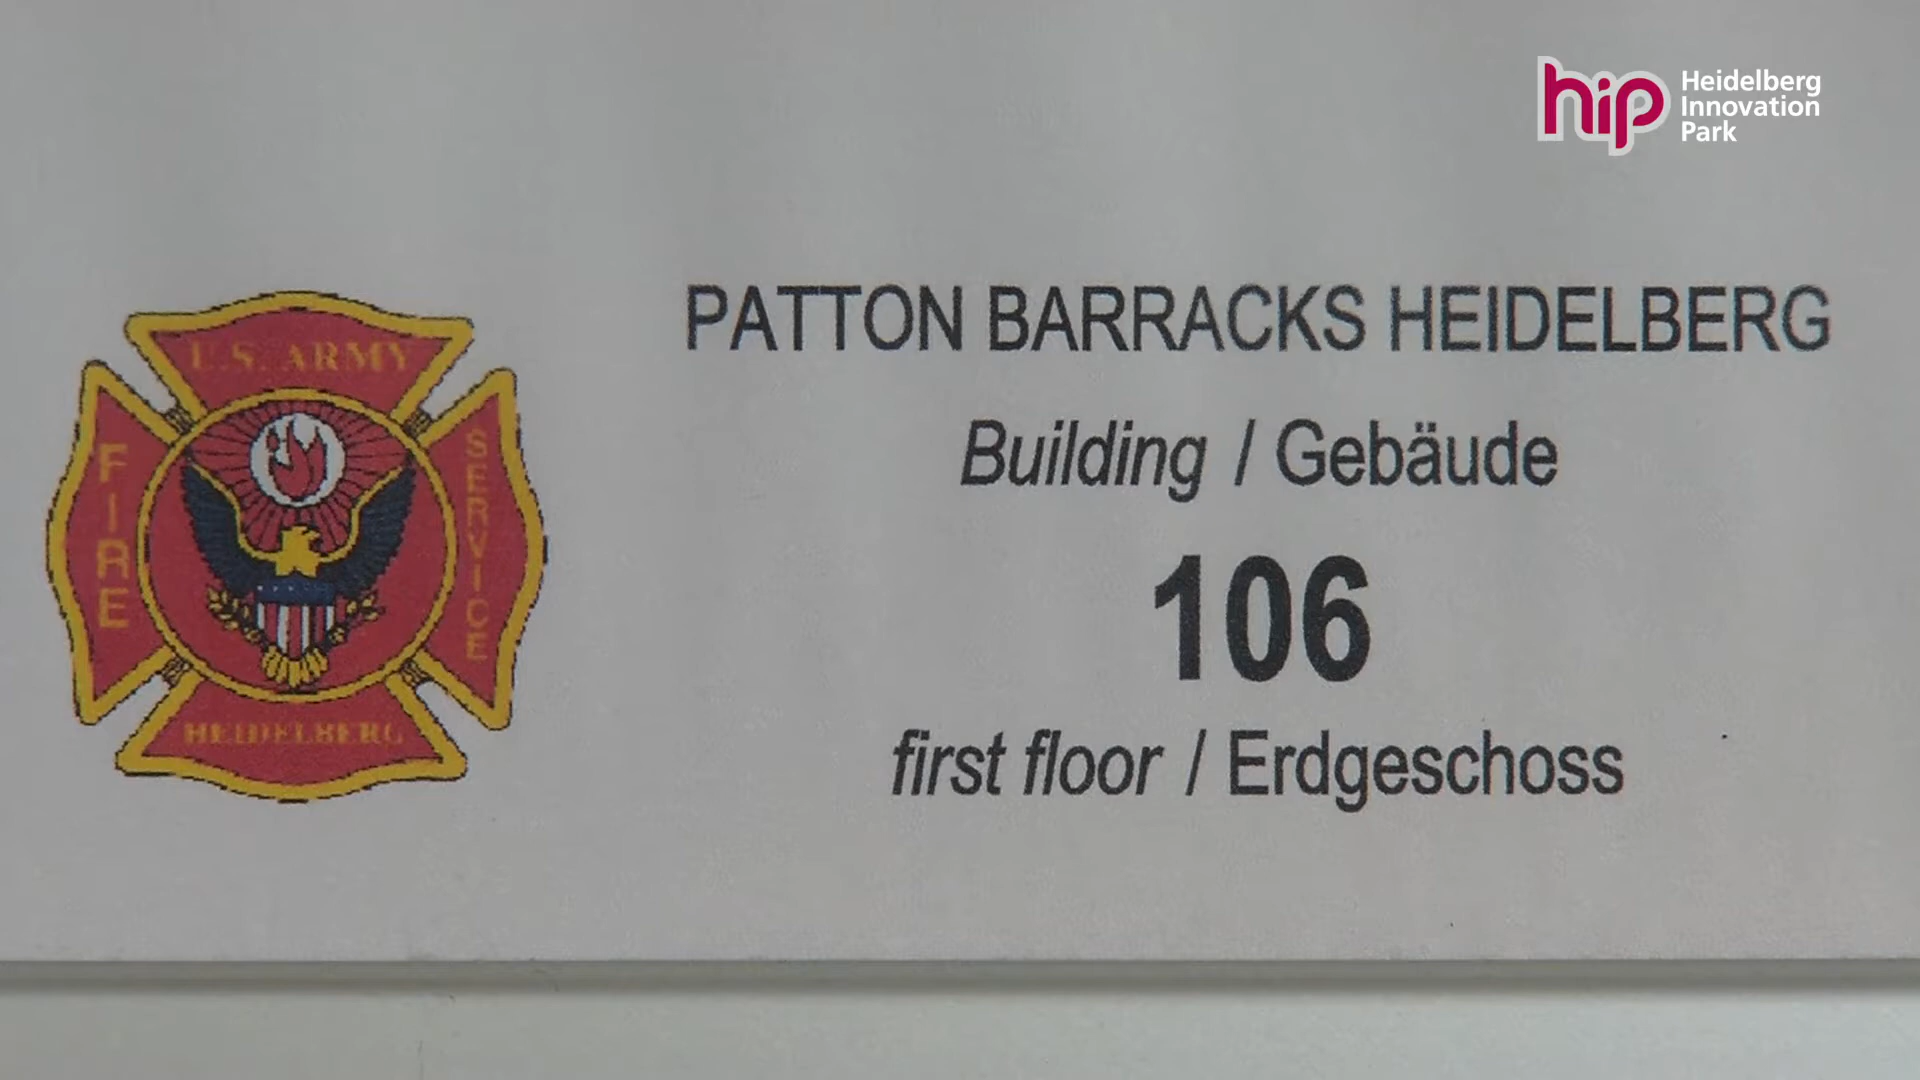 hip Heidelberg
Innovation
Park
PATTON BARRACKS HEIDELBERG
Building / Gebäude
106
first floor / Erdgeschoss
U.S. ARMY
FIRE
SERVICE
HEIDELBERG